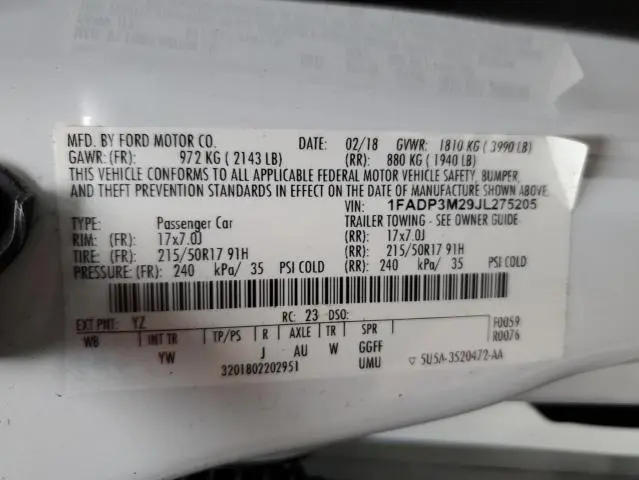 MFD. BY FORD MOTOR CO. DATE: 02/18 GVWR: 1810 KG ( 3990 LB)
GAWR: (FR): 972 KG ( 2143 LB) (RR): 880 KG ( 1940 LB)
THIS VEHICLE CONFORMS TO ALL APPLICABLE FEDERAL MOTOR VEHICLE SAFETY, BUMPER,
AND THEFT PREVENTION STANDARDS IN EFFECT ON THE DATE OF MANUFACTURE SHOWN ABOVE.
VIN: 1FADP3M29JL275205
TYPE: Passenger Car TRAILER TOWING - SEE OWNER GUIDE
RIM: (FR): 17x7.0J (RR): 17x7.0J
TIRE: (FR): 215/50R17 91H (RR): 215/50R17 91H
PRESSURE: (FR): 240 kPa/ 35 PSI COLD (RR): 240 kPa/ 35 PSI COLD
EXT PNT: YZ RC: 23 DSO: F0059
WB INT TR TP/PS R AXLE TR SPR R0076
YW J AU W GGFF
3201802202951 UMU ▽ 5U5A-3520472-AA